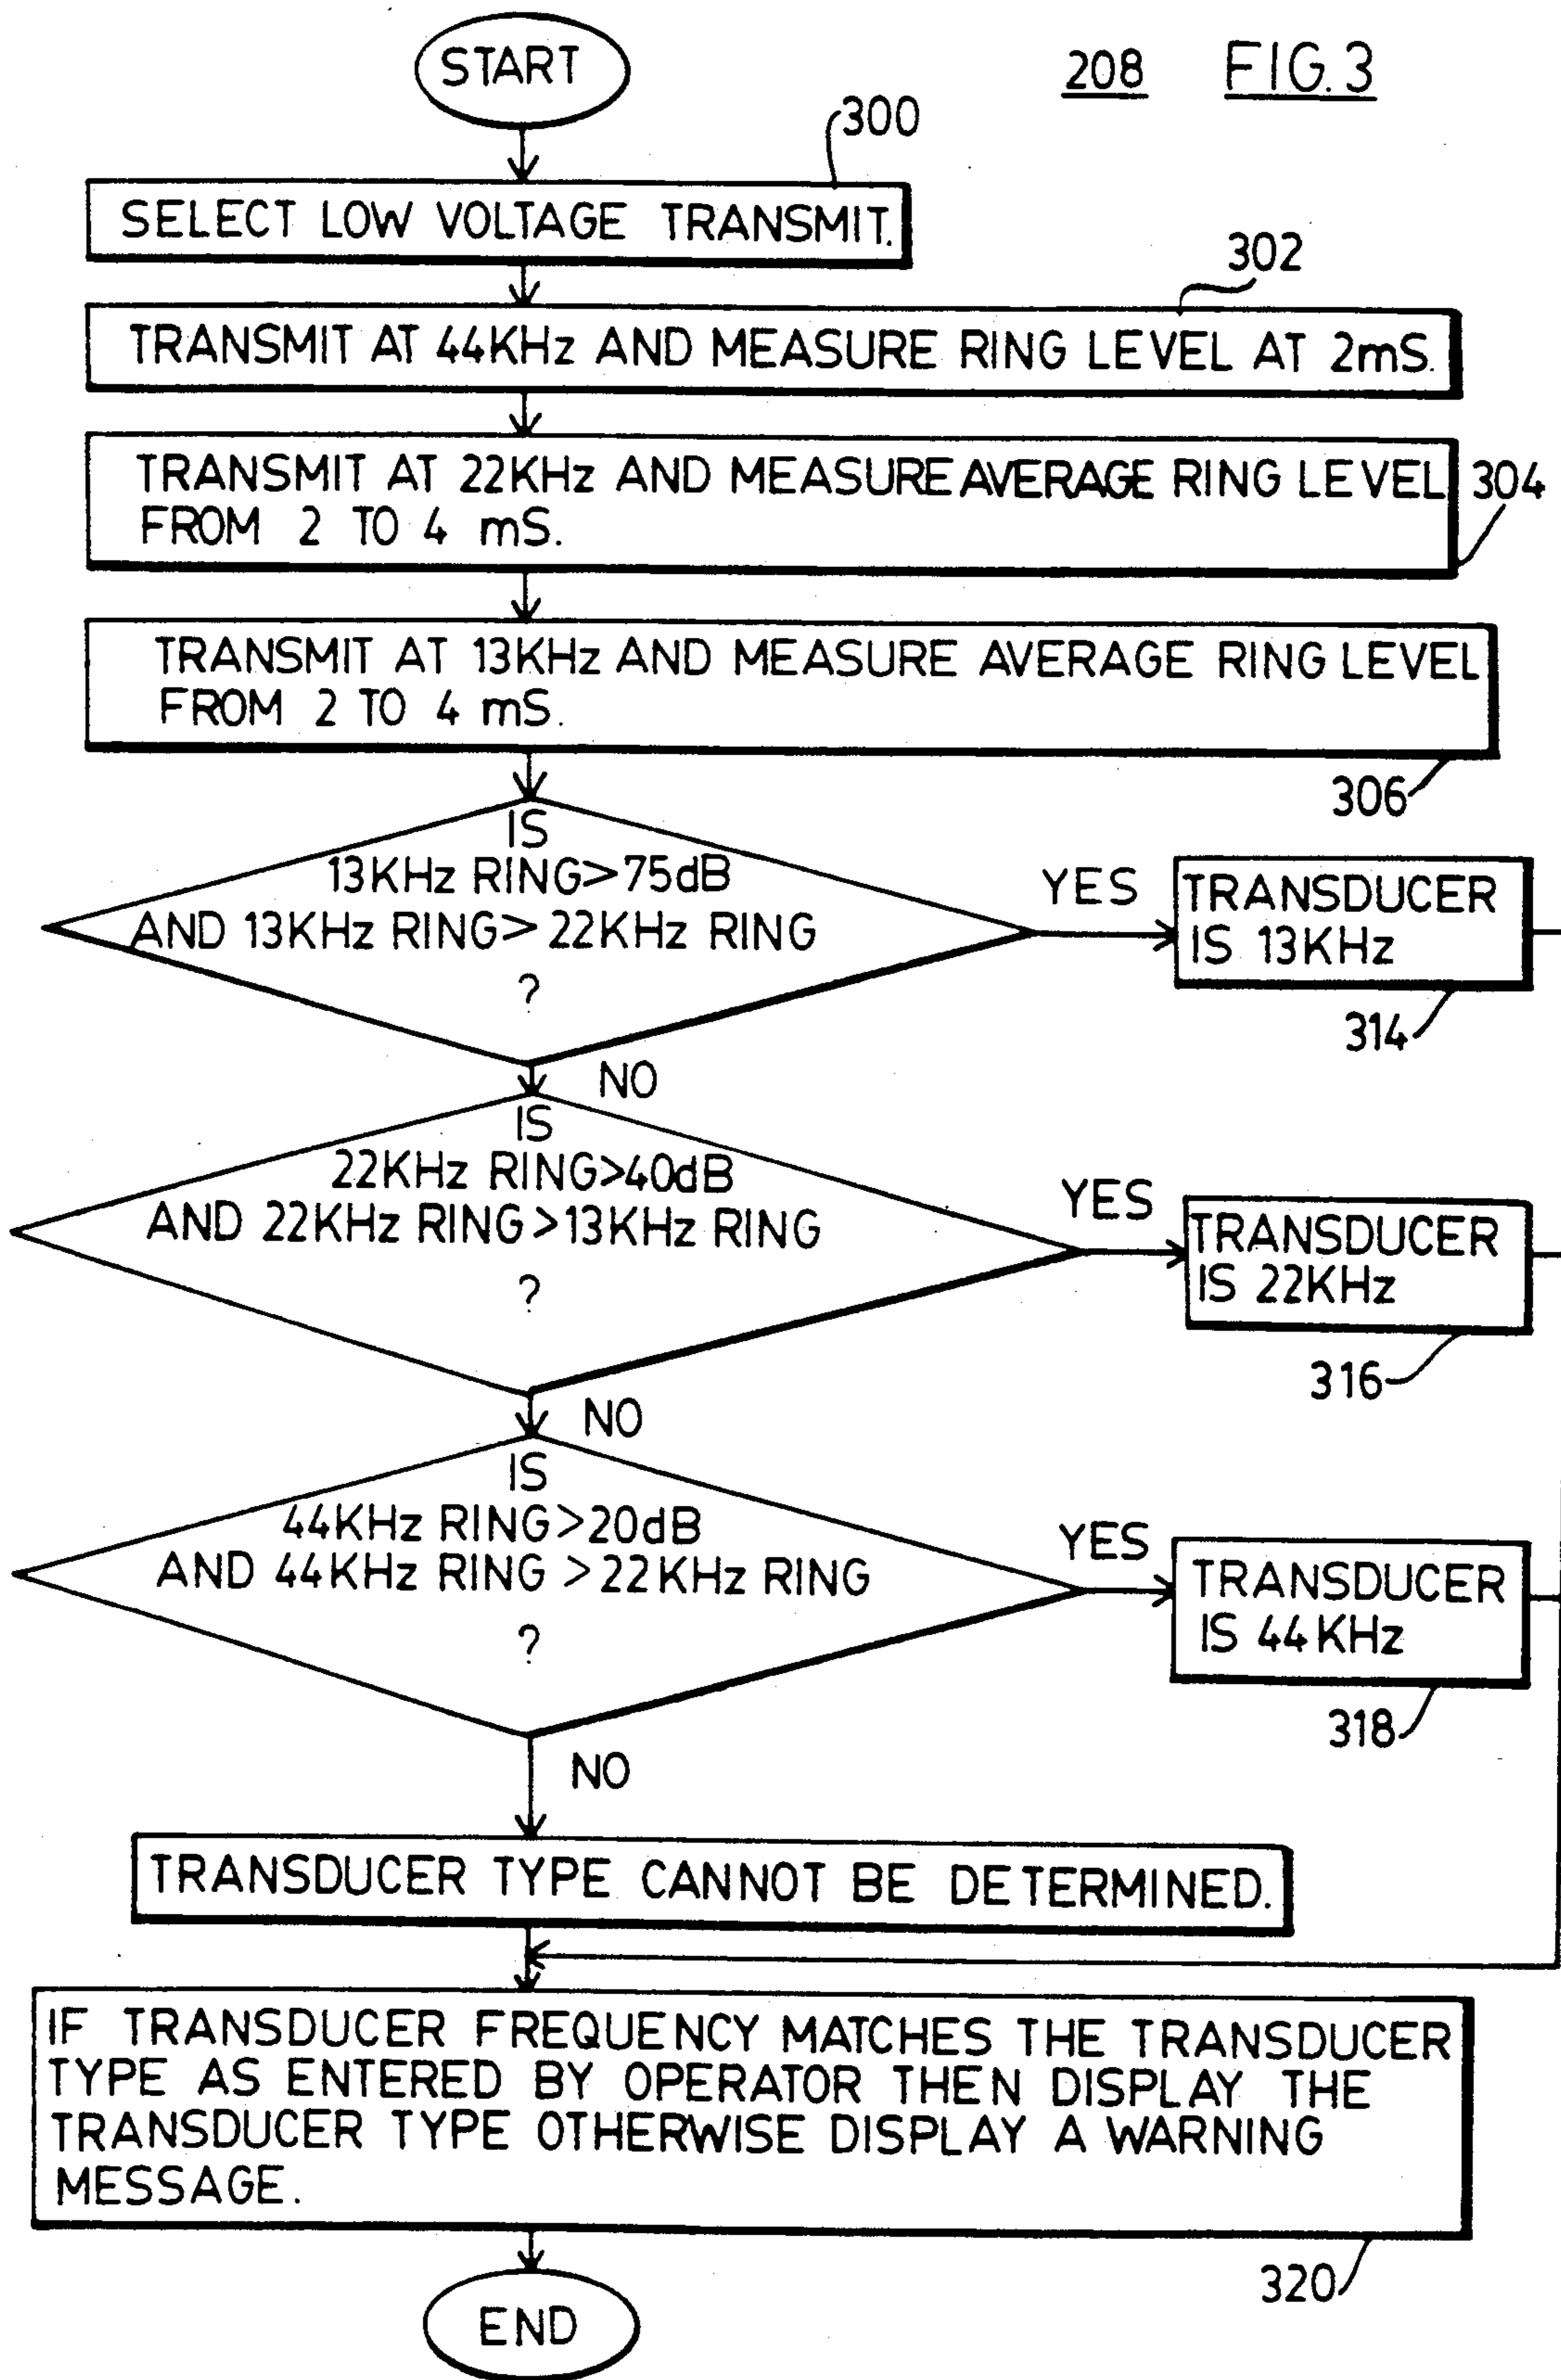 START
208 FIG.3
300
SELECT LOW VOLTAGE TRANSMIT.
302
TRANSMIT AT 44KHz AND MEASURE RING LEVEL AT 2mS.
TRANSMIT AT 22KHz AND MEASURE AVERAGE RING LEVEL
FROM 2 TO 4 mS.
304
TRANSMIT AT 13KHz AND MEASURE AVERAGE RING LEVEL
FROM 2 TO 4 mS.
306
IS
13KHz RING>75dB
AND 13KHz RING> 22KHz RING
?
YES
TRANSDUCER
IS 13KHz
314
NO
IS
22KHz RING>40dB
AND 22KHz RING>13KHz RING
?
YES
TRANSDUCER
IS 22KHz
316
NO
IS
44KHz RING>20dB
AND 44KHz RING >22KHz RING
?
YES
TRANSDUCER
IS 44KHz
318
NO
TRANSDUCER TYPE CANNOT BE DETERMINED.
IF TRANSDUCER FREQUENCY MATCHES THE TRANSDUCER
TYPE AS ENTERED BY OPERATOR THEN DISPLAY THE
TRANSDUCER TYPE OTHERWISE DISPLAY A WARNING
MESSAGE.
320
END